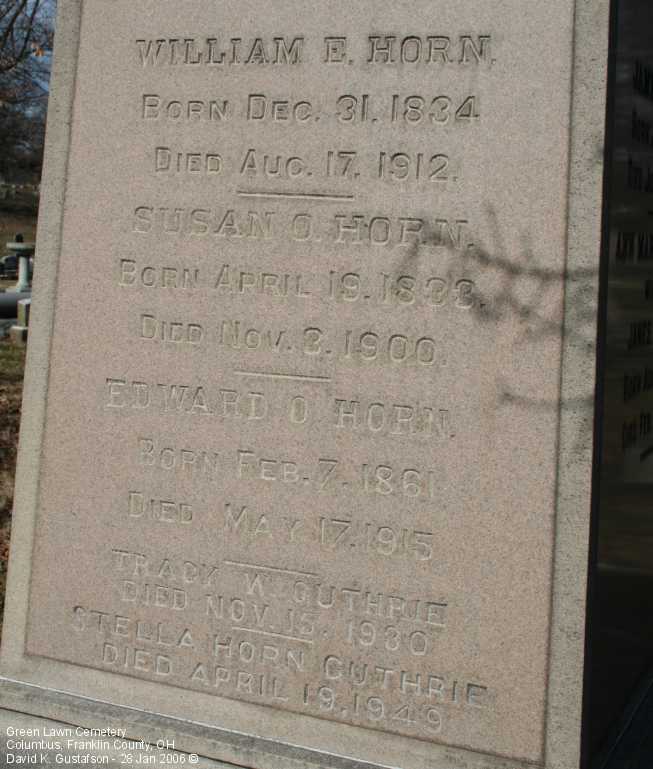 WILLIAM E. HORN.
BORN DEC. 31. 1834
DIED AUG. 17. 1912.
SUSAN O. HORN.
BORN APRIL 19. 1833.
DIED NOV. 3. 1900.
EDWARD O. HORN.
BORN FEB. 7. 1861
DIED MAY 17. 1915
TRACY W. GUTHRIE
DIED NOV. 15. 1930
STELLA HORN GUTHRIE
DIED APRIL 19. 1949
Green Lawn Cemetery
Columbus, Franklin County, OH
David K. Gustafson - 28 Jan 2006 ©